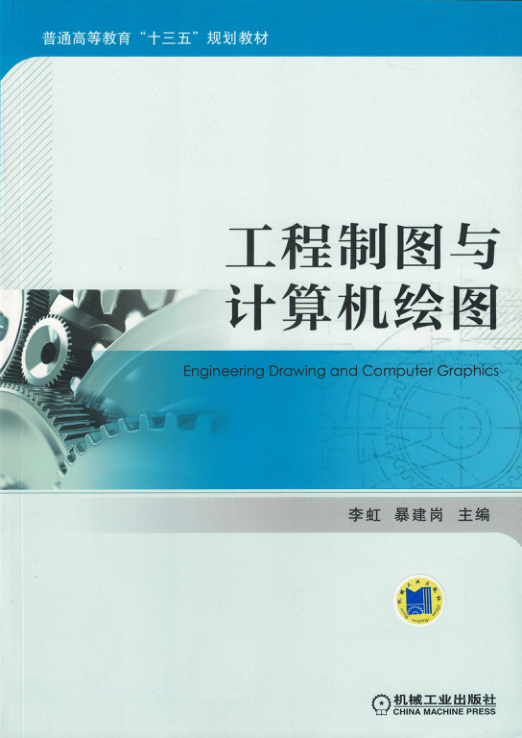 普通高等教育“十三五”规划教材
工程制图与
计算机绘图
Engineering Drawing and Computer Graphics
李虹 暴建岗 主编
机械工业出版社
CHINA MACHINE PRESS